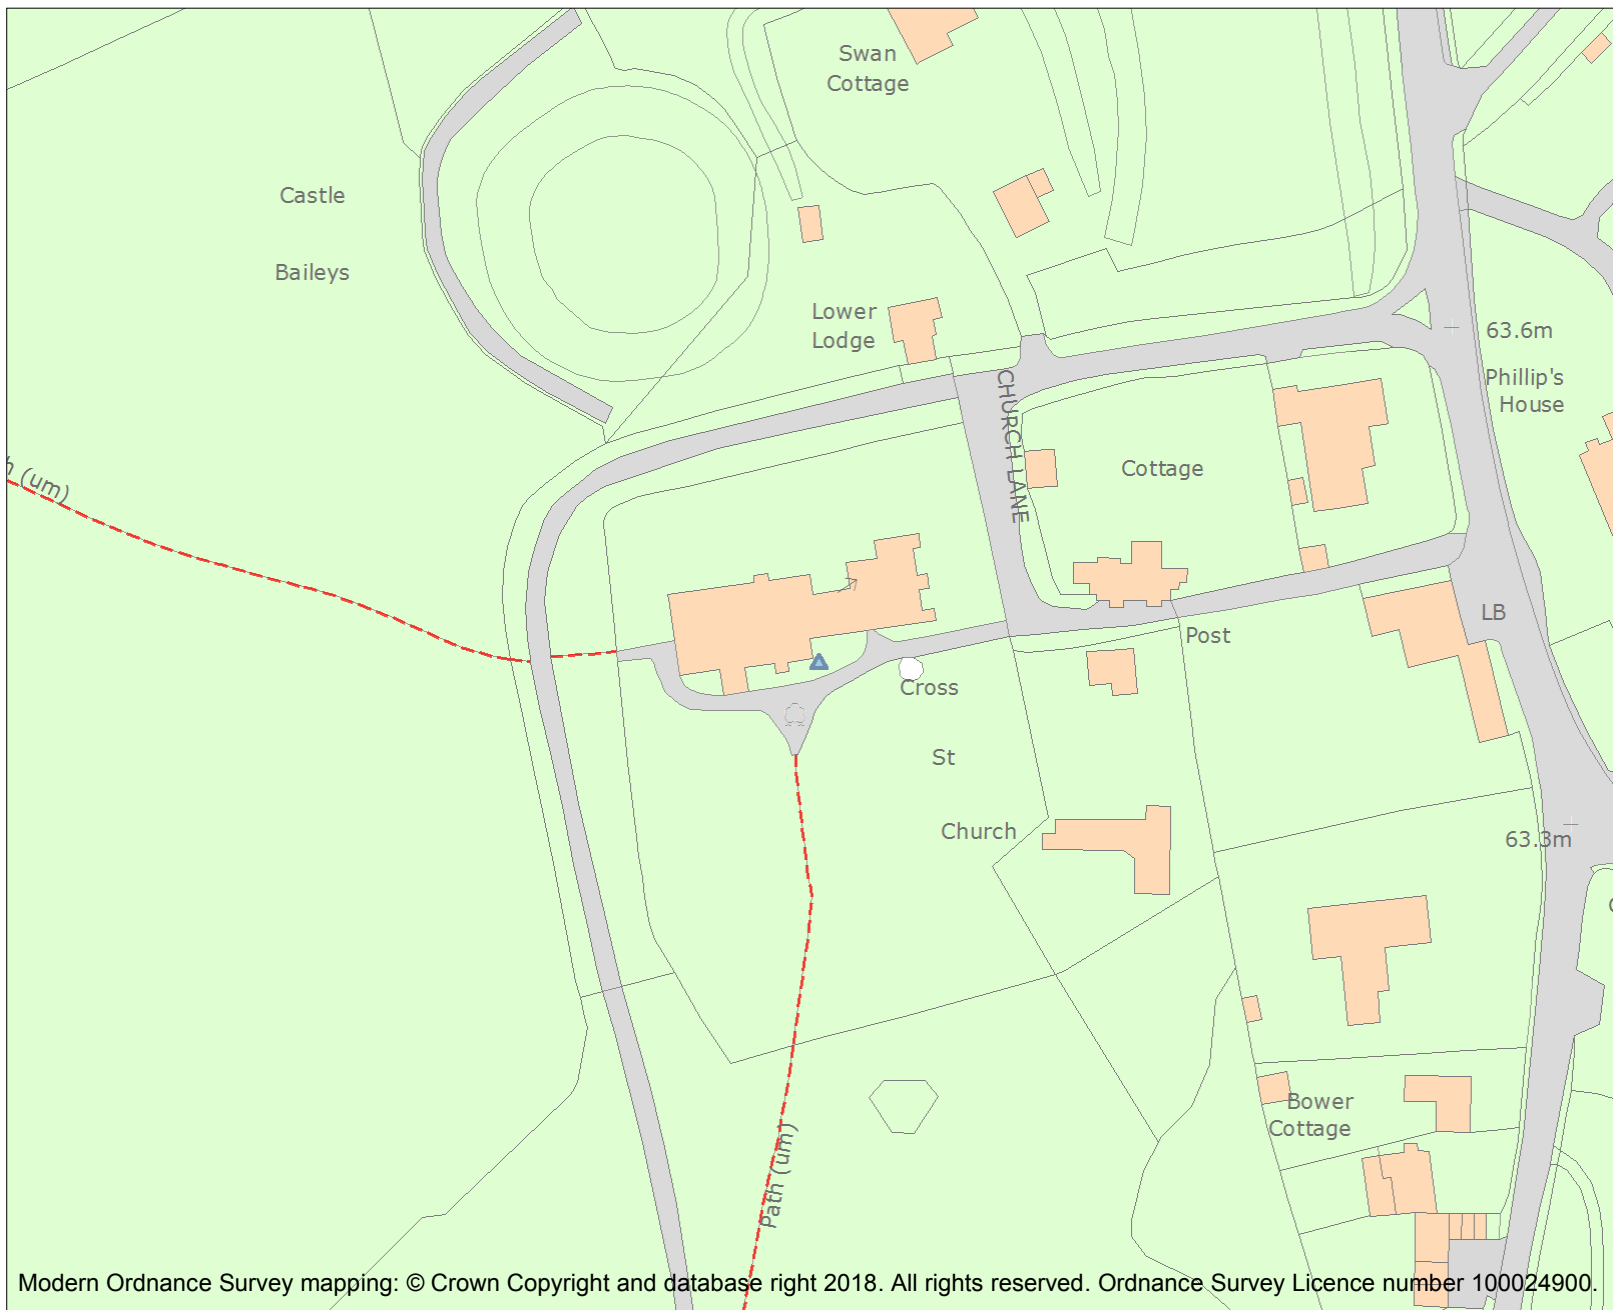 Swan
Cottage
Castle
Baileys
Lower
Lodge
63.6m
Phillip's
House
CHURCH LANE
Cottage
h (um)
LB
Post
Cross
St
Church
63.3m
Bower
Cottage
Path (um)
Modern Ordnance Survey mapping: © Crown Copyright and database right 2018. All rights reserved. Ordnance Survey Licence number 100024900.